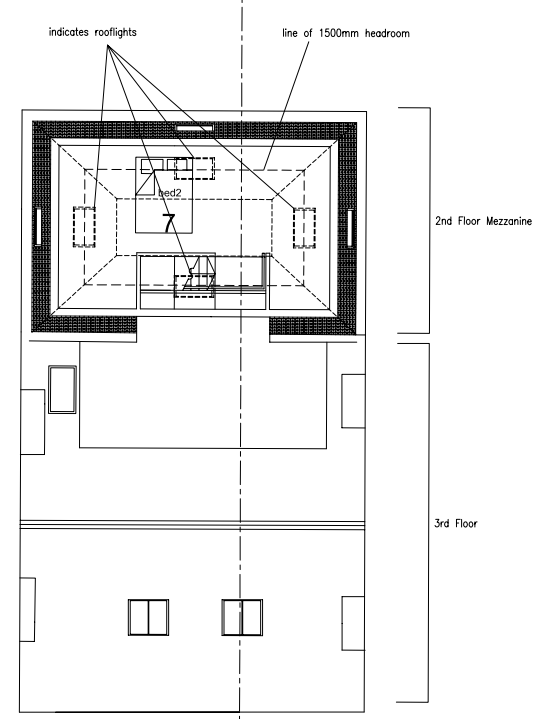 indicates rooflights
line of 1500mm headroom
bed2
7
2nd Floor Mezzanine
3rd Floor